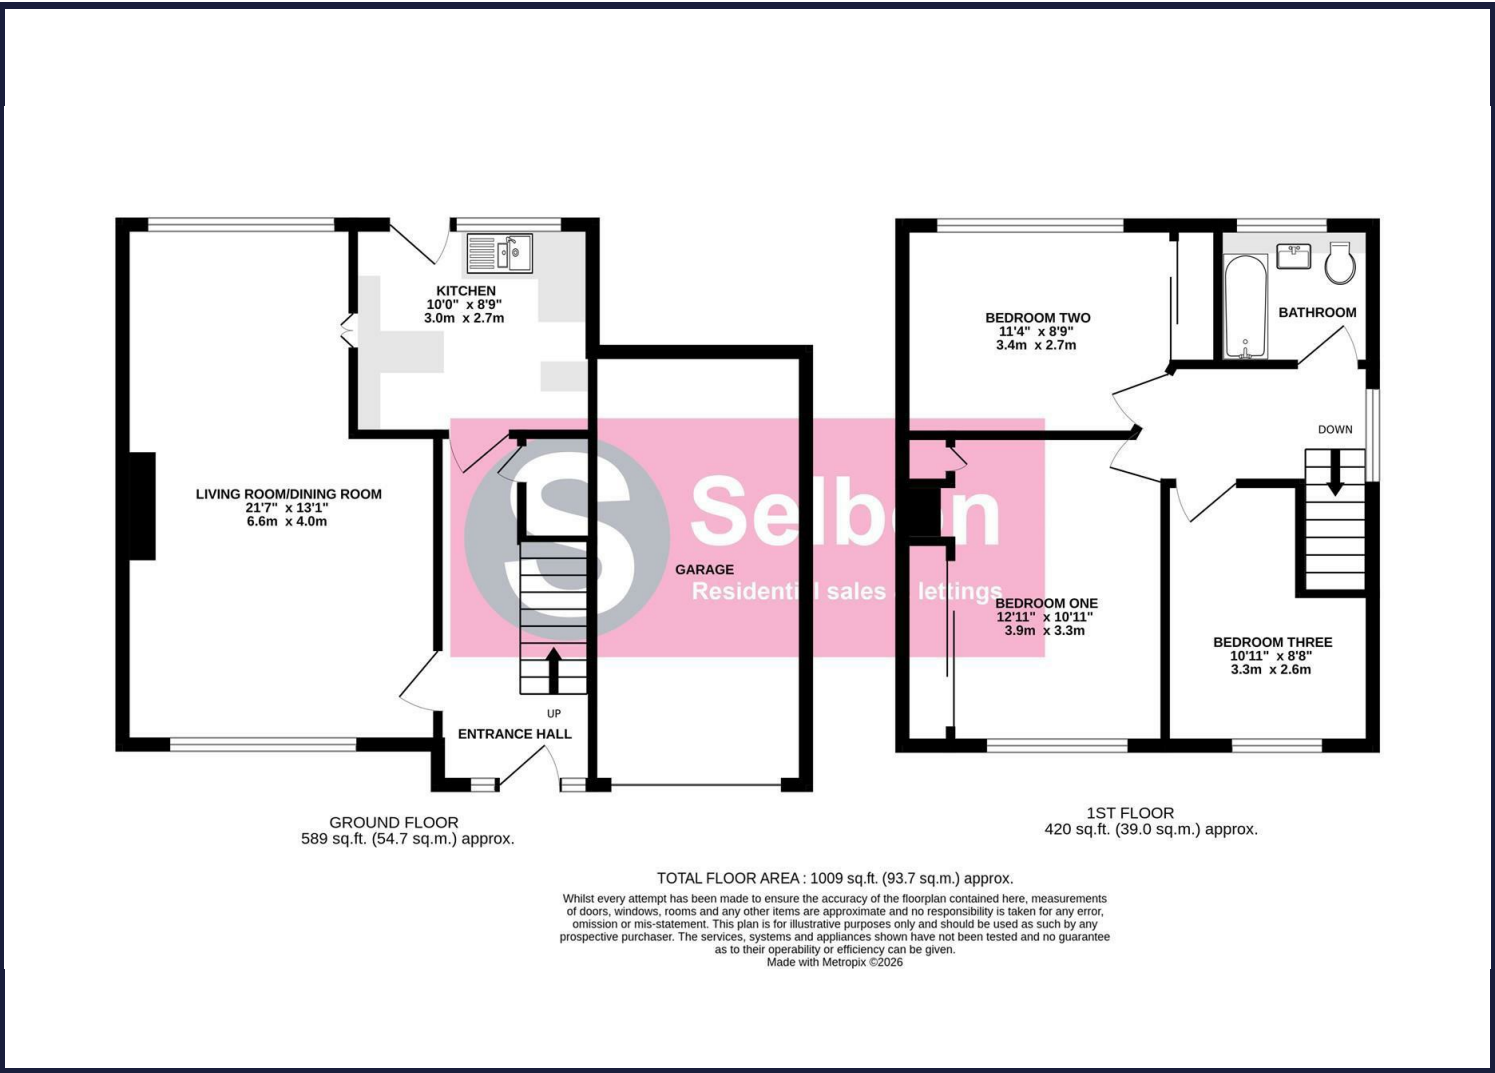 KITCHEN
10'0" x 8'9"
3.0m x 2.7m
BEDROOM TWO
11'4" x 8'9"
3.4m x 2.7m
BATHROOM
DOWN
LIVING ROOM/DINING ROOM
21'7" x 13'1"
6.6m x 4.0m
S Selben
Residential sales & lettings
GARAGE
BEDROOM ONE
12'11" x 10'11"
3.9m x 3.3m
BEDROOM THREE
10'11" x 8'8"
3.3m x 2.6m
UP
ENTRANCE HALL
GROUND FLOOR
589 sq.ft. (54.7 sq.m.) approx.
1ST FLOOR
420 sq.ft. (39.0 sq.m.) approx.
TOTAL FLOOR AREA : 1009 sq.ft. (93.7 sq.m.) approx.
Whilst every attempt has been made to ensure the accuracy of the floorplan contained here, measurements
of doors, windows, rooms and any other items are approximate and no responsibility is taken for any error,
omission or mis-statement. This plan is for illustrative purposes only and should be used as such by any
prospective purchaser. The services, systems and appliances shown have not been tested and no guarantee
as to their operability or efficiency can be given.
Made with Metropix ©2026